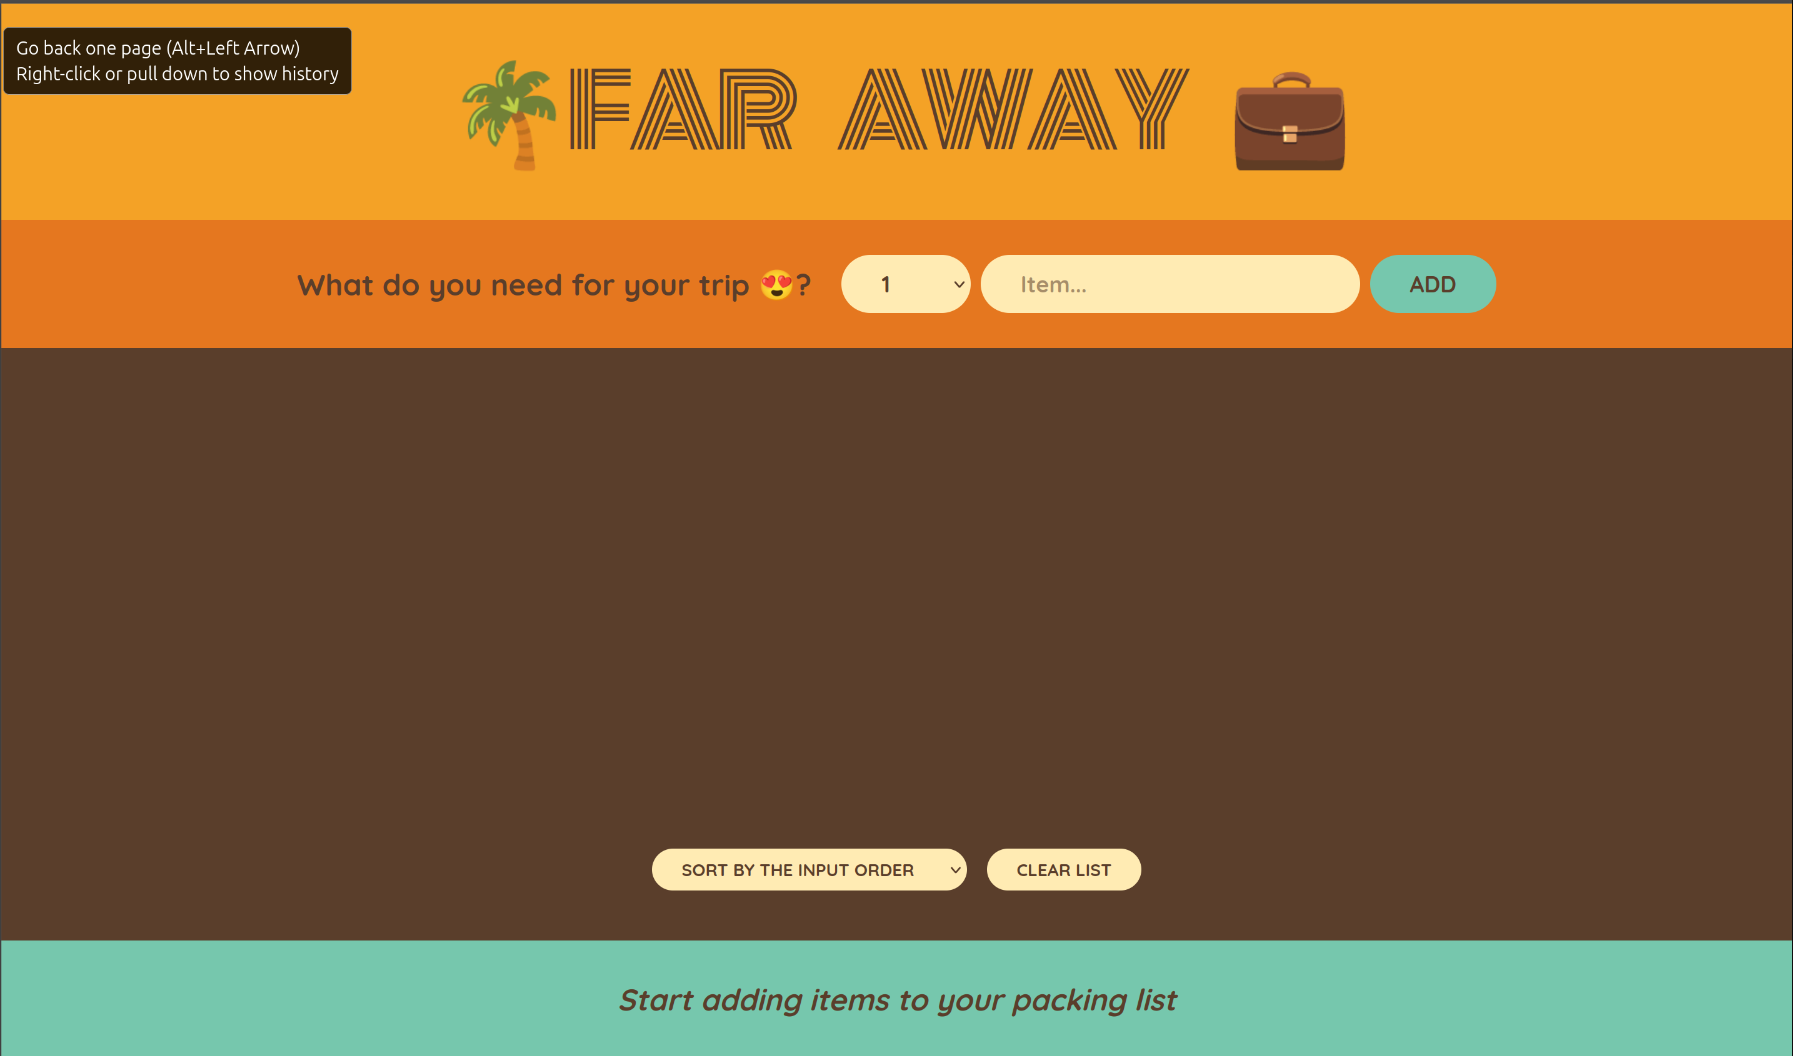 Go back one page (Alt+Left Arrow)
Right-click or pull down to show history
🌴FAR AWAY 💼
What do you need for your trip 😍? 1 Item... ADD
SORT BY THE INPUT ORDER CLEAR LIST
Start adding items to your packing list